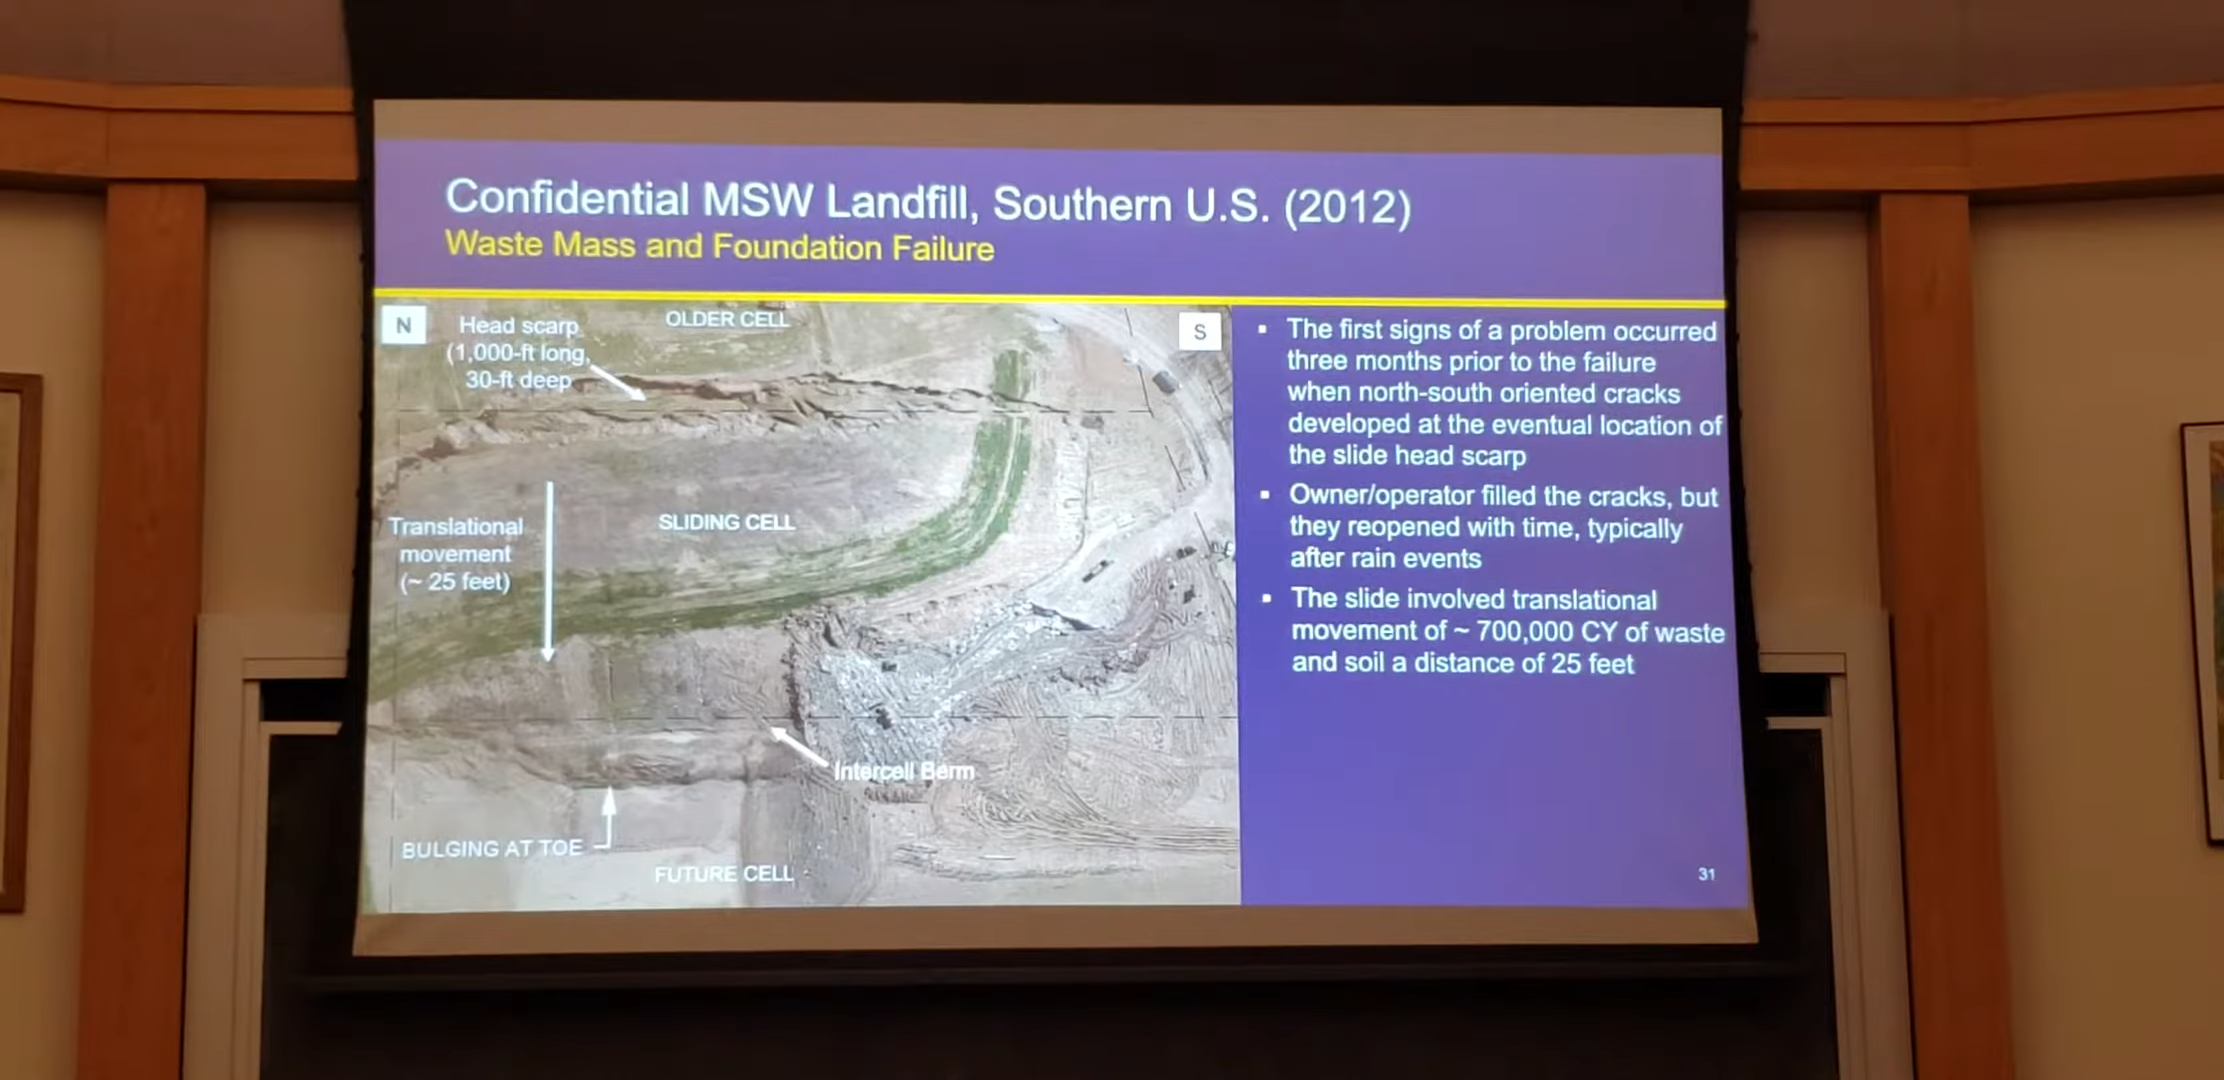 Confidential MSW Landfill, Southern U.S. (2012)
Waste Mass and Foundation Failure
N
Head scarp
(1,000-ft long,
30-ft deep
OLDER CELL
S
Translational
movement
(~ 25 feet)
SLIDING CELL
Intercell Berm
BULGING AT TOE
FUTURE CELL
▪ The first signs of a problem occurred
three months prior to the failure
when north-south oriented cracks
developed at the eventual location of
the slide head scarp
▪ Owner/operator filled the cracks, but
they reopened with time, typically
after rain events
▪ The slide involved translational
movement of ~ 700,000 CY of waste
and soil a distance of 25 feet
31